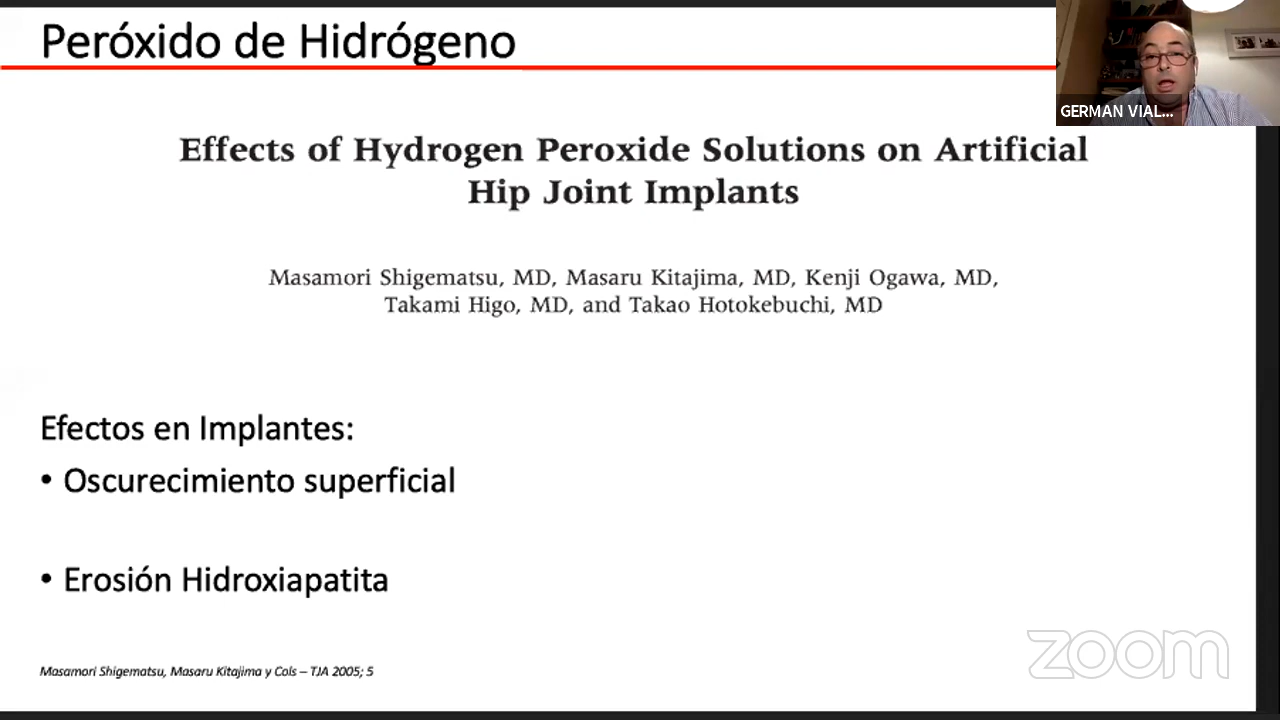 Peróxido de Hidrógeno
GERMAN VIAL...
Effects of Hydrogen Peroxide Solutions on Artificial
Hip Joint Implants
Masamori Shigematsu, MD, Masaru Kitajima, MD, Kenji Ogawa, MD,
Takami Higo, MD, and Takao Hotokebuchi, MD
Efectos en Implantes:
• Oscurecimiento superficial
• Erosión Hidroxiapatita
Masamori Shigematsu, Masaru Kitajima y Cols – TJA 2005; 5
zoom